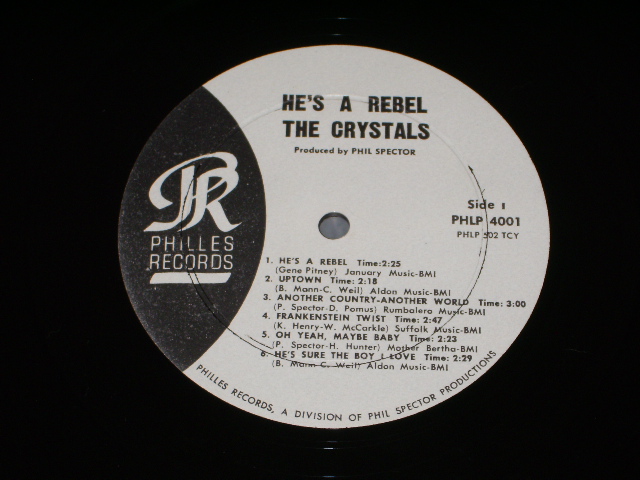 HE'S A REBEL
THE CRYSTALS
Produced by PHIL SPECTOR
PR
PHILLES
RECORDS
Side 1
PHLP 4001
PHLP 502 TCY
1. HE'S A REBEL Time:2:25
(Gene Pitney) January Music-BMI
2. UPTOWN Time: 2:18
(B. Mann-C. Weil) Aldon Music-BMI
3. ANOTHER COUNTRY-ANOTHER WORLD Time: 3:00
(P. Spector-D. Pomus) Rumbalero Music-BMI
4. FRANKENSTEIN TWIST Time: 2:47
(K. Henry-W. McCarkle) Suffolk Music-BMI
5. OH YEAH, MAYBE BABY Time: 2:23
(P. Spector-H. Hunter) Mother Bertha-BMI
6. HE'S SURE THE BOY I LOVE Time: 2:29
(B. Mann-C. Weil) Aldon Music-BMI
PHILLES RECORDS, A DIVISION OF PHIL SPECTOR PRODUCTIONS